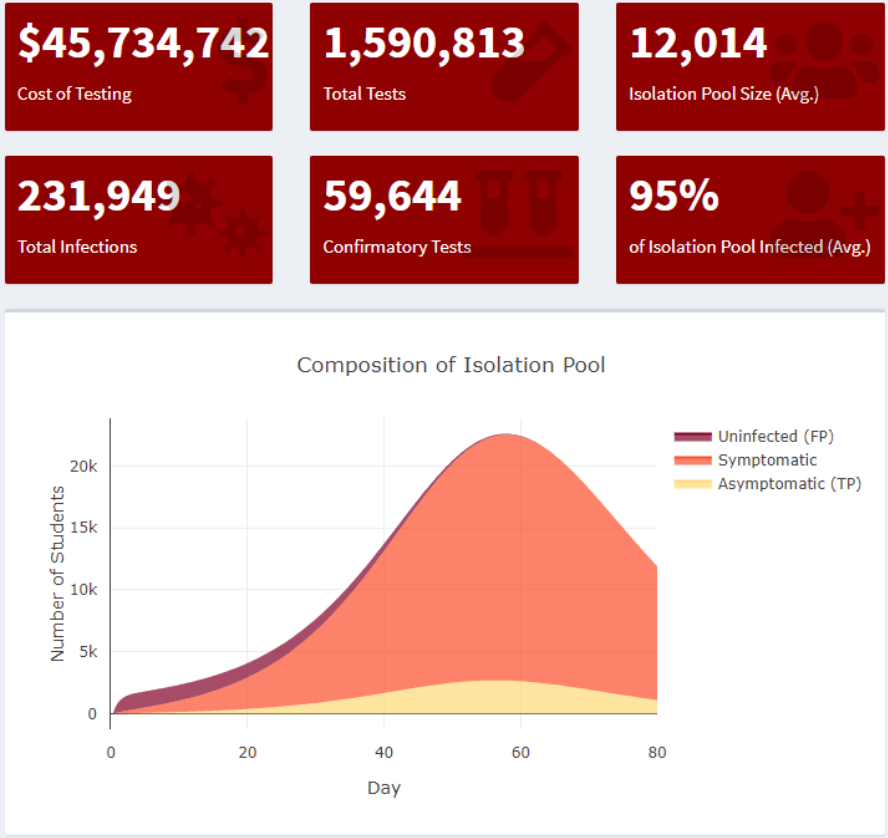 $45,734,742
Cost of Testing
1,590,813
Total Tests
12,014
Isolation Pool Size (Avg.)
231,949
Total Infections
59,644
Confirmatory Tests
95%
of Isolation Pool Infected (Avg.)
Composition of Isolation Pool
Uninfected (FP)
Symptomatic
Asymptomatic (TP)
Number of Students
20k
15k
10k
5k
0
0 20 40 60 80
Day